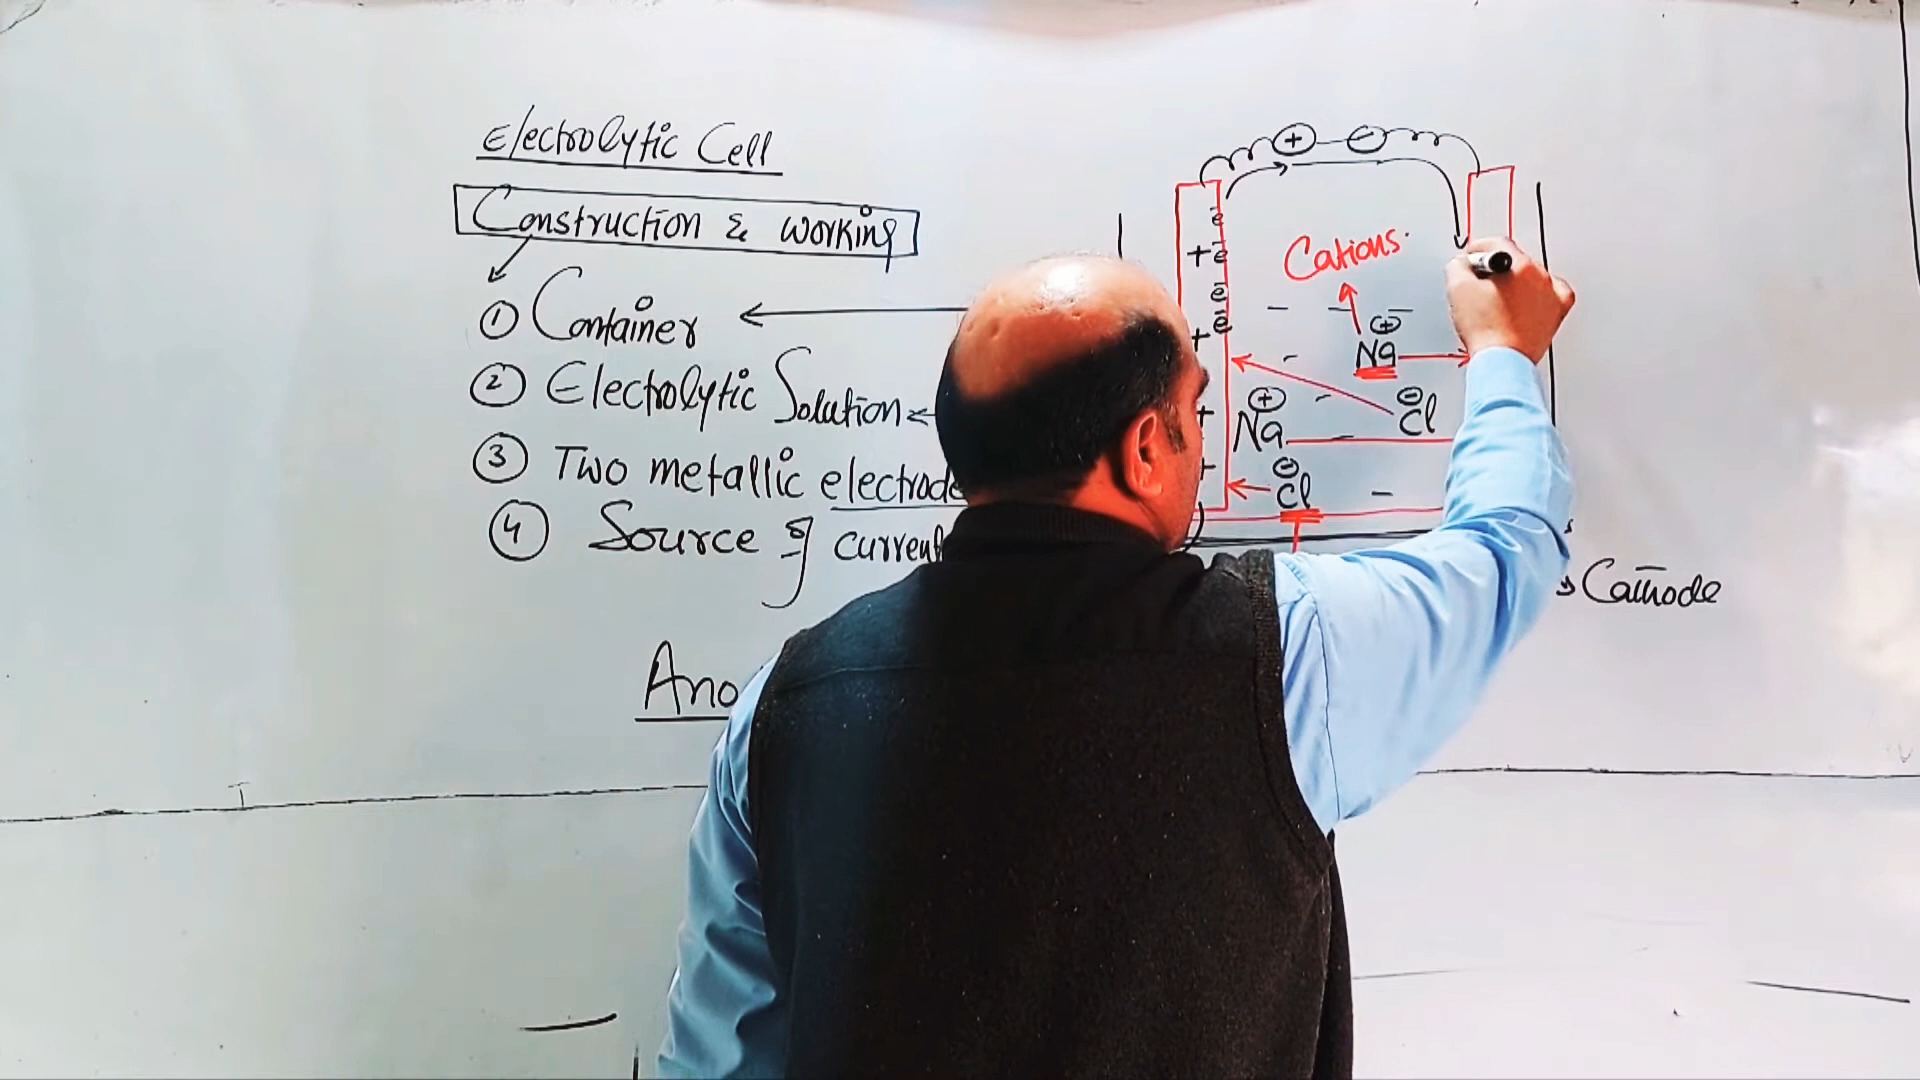 Electrolytic Cell
Construction & working
① Container
② Electrolytic Solution
③ Two metallic electrode
④ Source of current
Ano
+ -
e̅
+ e̅
e̅
+ e̅
Cations.
⊕
Na
⊕
Na
⊖
Cl
⊖
Cl
Cathode